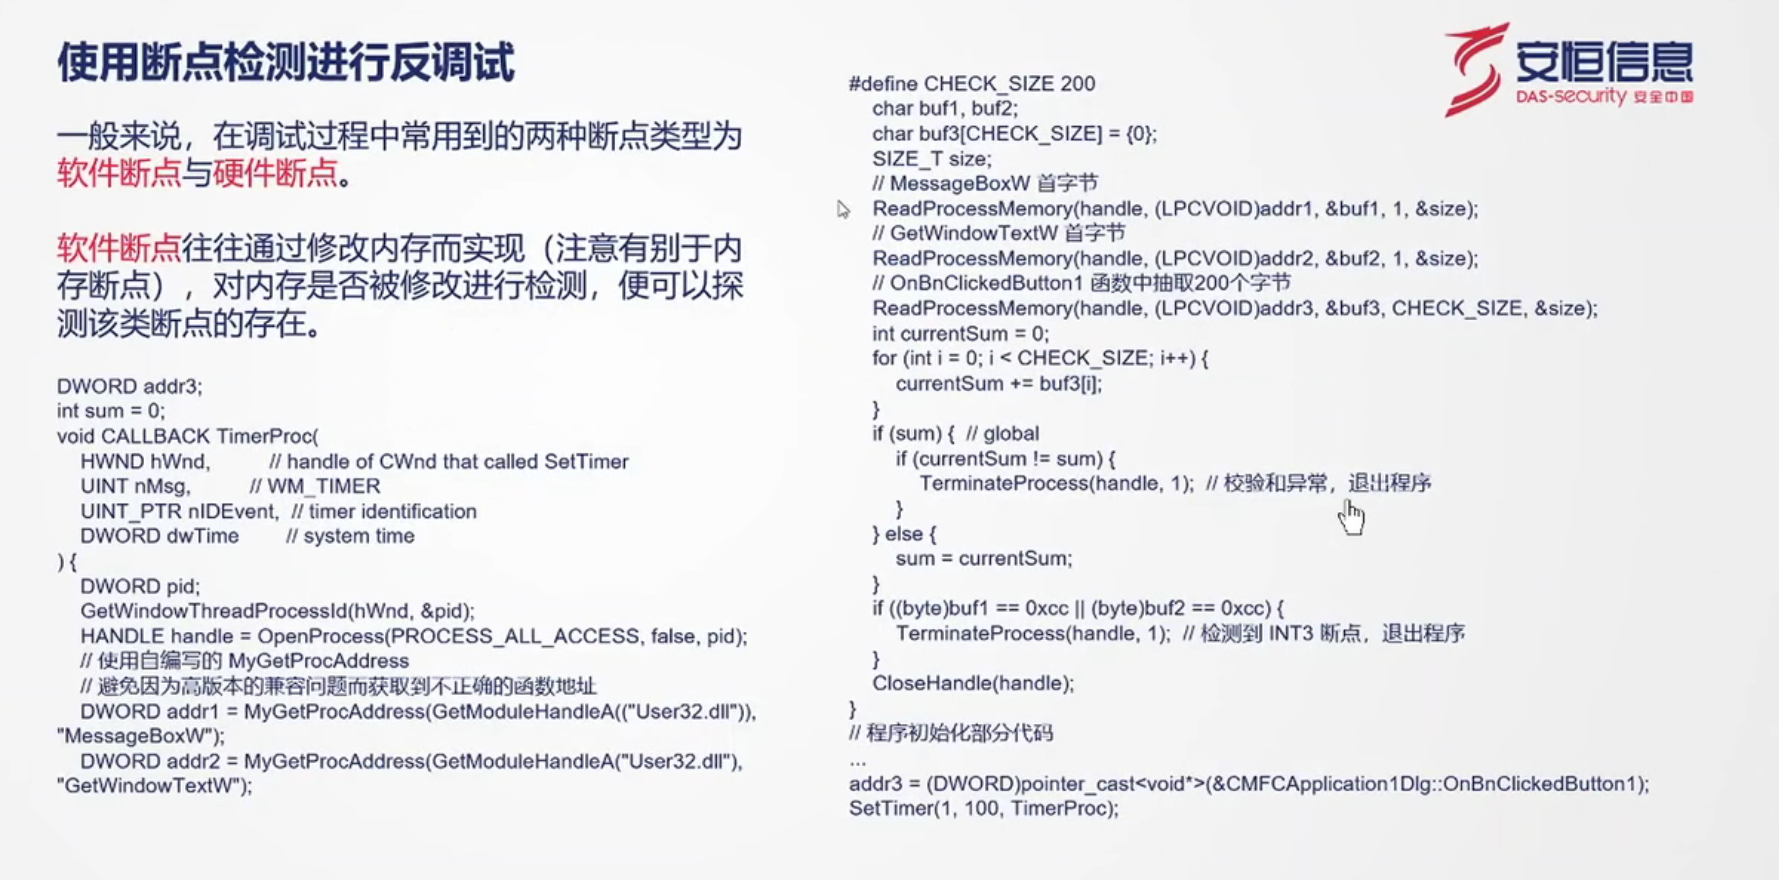 使用断点检测进行反调试
一般来说，在调试过程中常用到的两种断点类型为
软件断点与硬件断点。
软件断点往往通过修改内存而实现（注意有别于内
存断点），对内存是否被修改进行检测，便可以探
测该类断点的存在。
DWORD addr3;
int sum = 0;
void CALLBACK TimerProc(
HWND hWnd, // handle of CWnd that called SetTimer
UINT nMsg, // WM_TIMER
UINT_PTR nIDEvent, // timer identification
DWORD dwTime // system time
) {
DWORD pid;
GetWindowThreadProcessId(hWnd, &pid);
HANDLE handle = OpenProcess(PROCESS_ALL_ACCESS, false, pid);
// 使用自编写的 MyGetProcAddress
// 避免因为高版本的兼容问题而获取到不正确的函数地址
DWORD addr1 = MyGetProcAddress(GetModuleHandleA(("User32.dll")),
"MessageBoxW");
DWORD addr2 = MyGetProcAddress(GetModuleHandleA("User32.dll"),
"GetWindowTextW");
#define CHECK_SIZE 200
char buf1, buf2;
char buf3[CHECK_SIZE] = {0};
SIZE_T size;
// MessageBoxW 首字节
ReadProcessMemory(handle, (LPCVOID)addr1, &buf1, 1, &size);
// GetWindowTextW 首字节
ReadProcessMemory(handle, (LPCVOID)addr2, &buf2, 1, &size);
// OnBnClickedButton1 函数中抽取200个字节
ReadProcessMemory(handle, (LPCVOID)addr3, &buf3, CHECK_SIZE, &size);
int currentSum = 0;
for (int i = 0; i < CHECK_SIZE; i++) {
currentSum += buf3[i];
}
if (sum) { // global
if (currentSum != sum) {
TerminateProcess(handle, 1); // 校验和异常，退出程序
}
} else {
sum = currentSum;
}
if ((byte)buf1 == 0xcc || (byte)buf2 == 0xcc) {
TerminateProcess(handle, 1); // 检测到 INT3 断点，退出程序
}
CloseHandle(handle);
}
// 程序初始化部分代码
...
addr3 = (DWORD)pointer_cast<void*>(&CMFCApplication1Dlg::OnBnClickedButton1);
SetTimer(1, 100, TimerProc);
安恒信息
DAS-security 安全中国